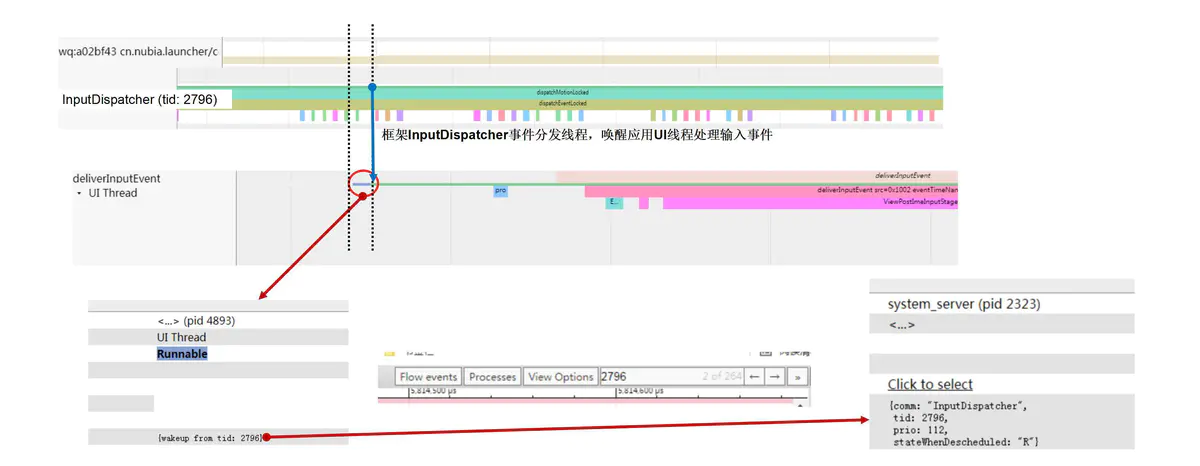 wq:a02bf43 cn.nubia.launcher/c
InputDispatcher (tid: 2796)
dispatchMotionLocked
dispatchEventLocked
框架InputDispatcher事件分发线程，唤醒应用UI线程处理输入事件
deliverInputEvent
UI Thread
deliverInputEvent
pro
deliverInputEvent src=0x1002 eventTimeNan
E...
ViewPostImeInputStage
<...> (pid 4893)
UI Thread
Runnable
{wakeup from tid: 2796}
Flow events Processes View Options 2796 2 of 264 ← → »
5,814,500 μs 5,814,600 μs
system_server (pid 2323)
<...>
Click to select
{comm: "InputDispatcher",
tid: 2796,
prio: 112,
stateWhenDescheduled: "R"}